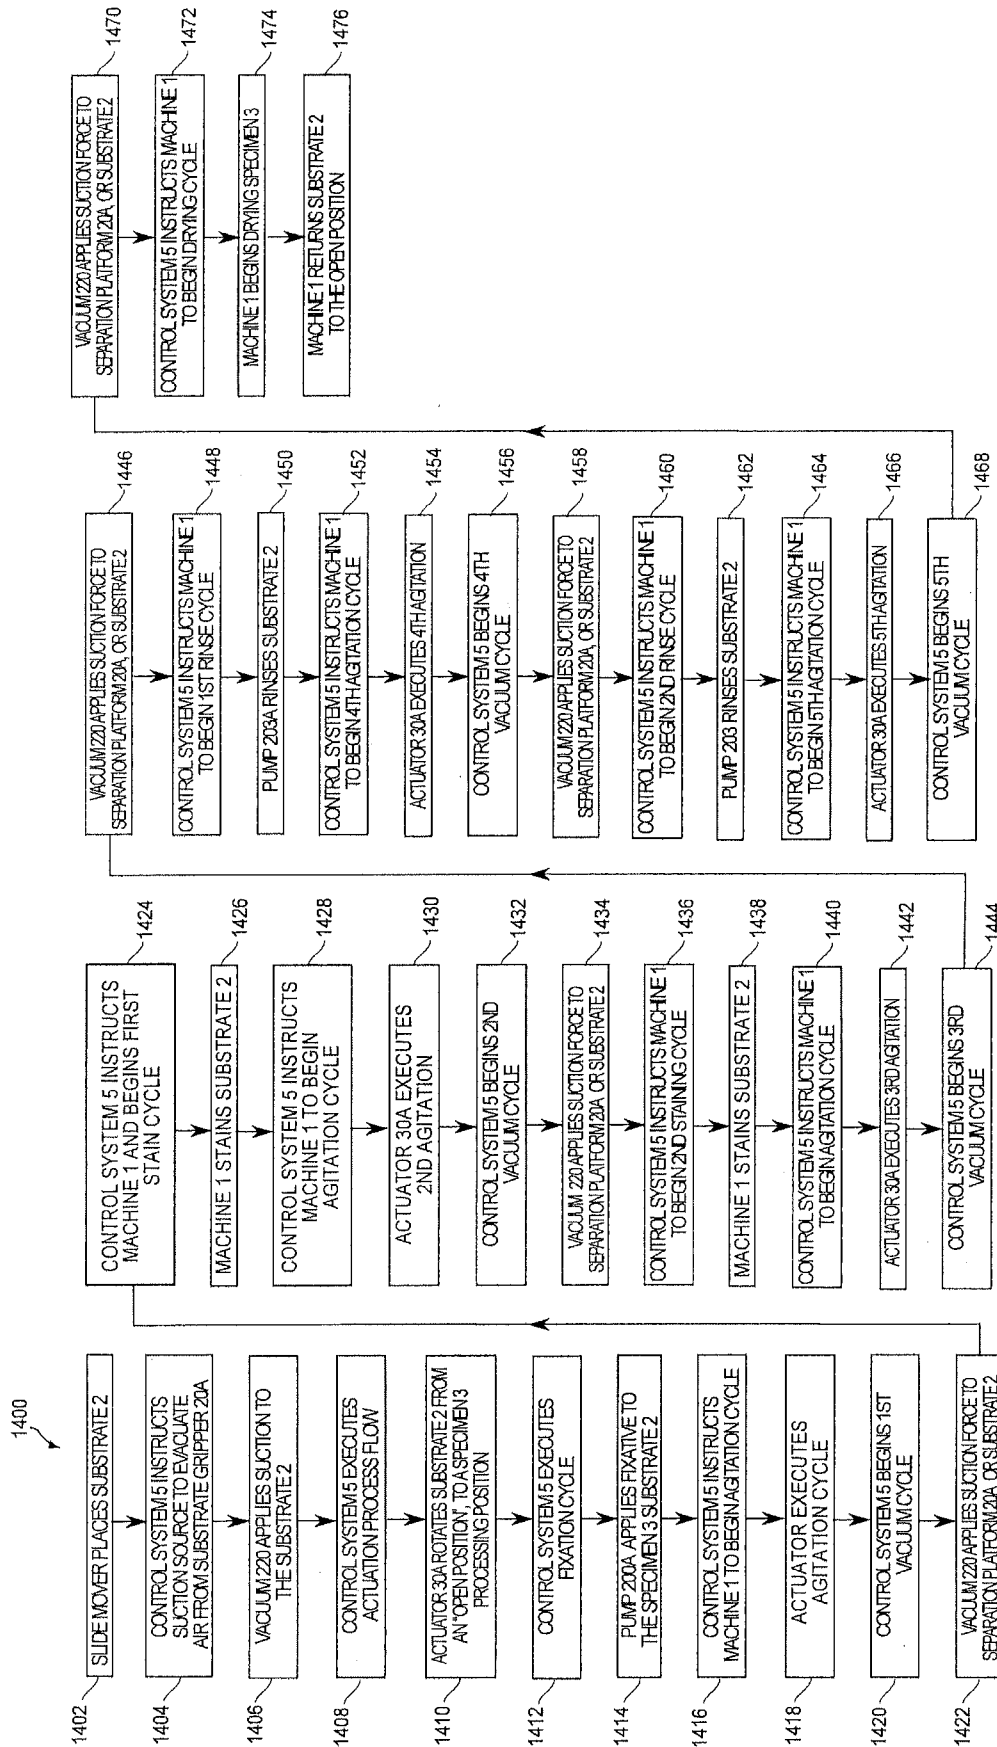 1400
1402
SLIDE MOVER PLACES SUBSTRATE 2
1404
CONTROL SYSTEM 5 INSTRUCTS
SUCTION SOURCE TO EVACUATE
AIR FROM SUBSTRATE GRIPPER 20A
1406
VACUUM 220 APPLIES SUCTION TO
THE SUBSTRATE 2
1408
CONTROL SYSTEM 5 EXECUTES
ACTUATION PROCESS FLOW
1410
ACTUATOR 30A ROTATES SUBSTRATE 2 FROM
AN "OPEN POSITION", TO A SPECIMEN 3
PROCESSING POSITION
1412
CONTROL SYSTEM 5 EXECUTES
FIXATION CYCLE
1414
PUMP 200A APPLIES FIXATIVE TO
THE SPECIMEN 3 SUBSTRATE 2
1416
CONTROL SYSTEM 5 INSTRUCTS
MACHINE 1 TO BEGIN AGITATION CYCLE
1418
ACTUATOR EXECUTES
AGITATION CYCLE
1420
CONTROL SYSTEM 5 BEGINS 1ST
VACUUM CYCLE
1422
VACUUM 220 APPLIES SUCTION FORCE TO
SEPARATION PLATFORM 20A, OR SUBSTRATE 2
1424
CONTROL SYSTEM 5 INSTRUCTS
MACHINE 1 AND BEGINS FIRST
STAIN CYCLE
1426
MACHINE 1 STAINS SUBSTRATE 2
1428
CONTROL SYSTEM 5 INSTRUCTS
MACHINE 1 TO BEGIN
AGITATION CYCLE
1430
ACTUATOR 30A EXECUTES
2ND AGITATION
1432
CONTROL SYSTEM 5 BEGINS 2ND
VACUUM CYCLE
1434
VACUUM 220 APPLIES SUCTION FORCE TO
SEPARATION PLATFORM 20A, OR SUBSTRATE 2
1436
CONTROL SYSTEM 5 INSTRUCTS MACHINE 1
TO BEGIN 2ND STAINING CYCLE
1438
MACHINE 1 STAINS SUBSTRATE 2
1440
CONTROL SYSTEM 5 INSTRUCTS MACHINE 1
TO BEGIN AGITATION CYCLE
1442
ACTUATOR 30A EXECUTES 3RD AGITATION
1444
CONTROL SYSTEM 5 BEGINS 3RD
VACUUM CYCLE
1446
VACUUM 220 APPLIES SUCTION FORCE TO
SEPARATION PLATFORM 20A, OR SUBSTRATE 2
1448
CONTROL SYSTEM 5 INSTRUCTS MACHINE 1
TO BEGIN 1ST RINSE CYCLE
1450
PUMP 203A RINSES SUBSTRATE 2
1452
CONTROL SYSTEM 5 INSTRUCTS MACHINE 1
TO BEGIN 4TH AGITATION CYCLE
1454
ACTUATOR 30A EXECUTES 4TH AGITATION
1456
CONTROL SYSTEM 5 BEGINS 4TH
VACUUM CYCLE
1458
VACUUM 220 APPLIES SUCTION FORCE TO
SEPARATION PLATFORM 20A, OR SUBSTRATE 2
1460
CONTROL SYSTEM 5 INSTRUCTS MACHINE 1
TO BEGIN 2ND RINSE CYCLE
1462
PUMP 203 RINSES SUBSTRATE 2
1464
CONTROL SYSTEM 5 INSTRUCTS MACHINE 1
TO BEGIN 5TH AGITATION CYCLE
1466
ACTUATOR 30A EXECUTES 5TH AGITATION
1468
CONTROL SYSTEM 5 BEGINS 5TH
VACUUM CYCLE
1470
VACUUM 220 APPLIES SUCTION FORCE TO
SEPARATION PLATFORM 20A, OR SUBSTRATE 2
1472
CONTROL SYSTEM 5 INSTRUCTS MACHINE 1
TO BEGIN DRYING CYCLE
1474
MACHINE 1 BEGINS DRYING SPECIMEN 3
1476
MACHINE 1 RETURNS SUBSTRATE 2
TO THE OPEN POSITION